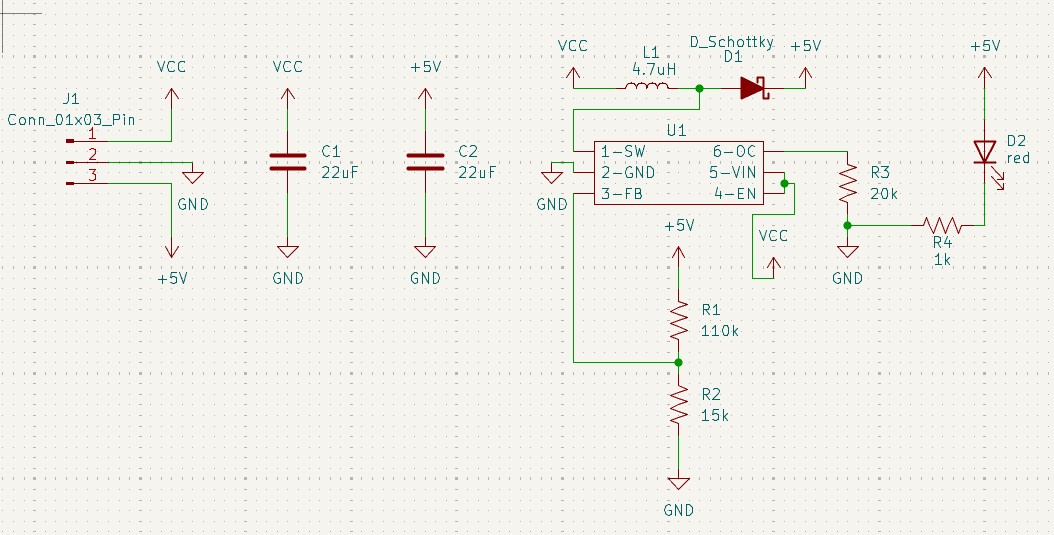 J1
Conn_01x03_Pin
1
2
3
VCC
GND
+5V
VCC
C1
22uF
GND
+5V
C2
22uF
GND
VCC
L1
4.7uH
D_Schottky
D1
+5V
U1
1-SW
2-GND
3-FB
6-OC
5-VIN
4-EN
GND
+5V
VCC
R1
110k
R2
15k
GND
R3
20k
GND
R4
1k
+5V
D2
red